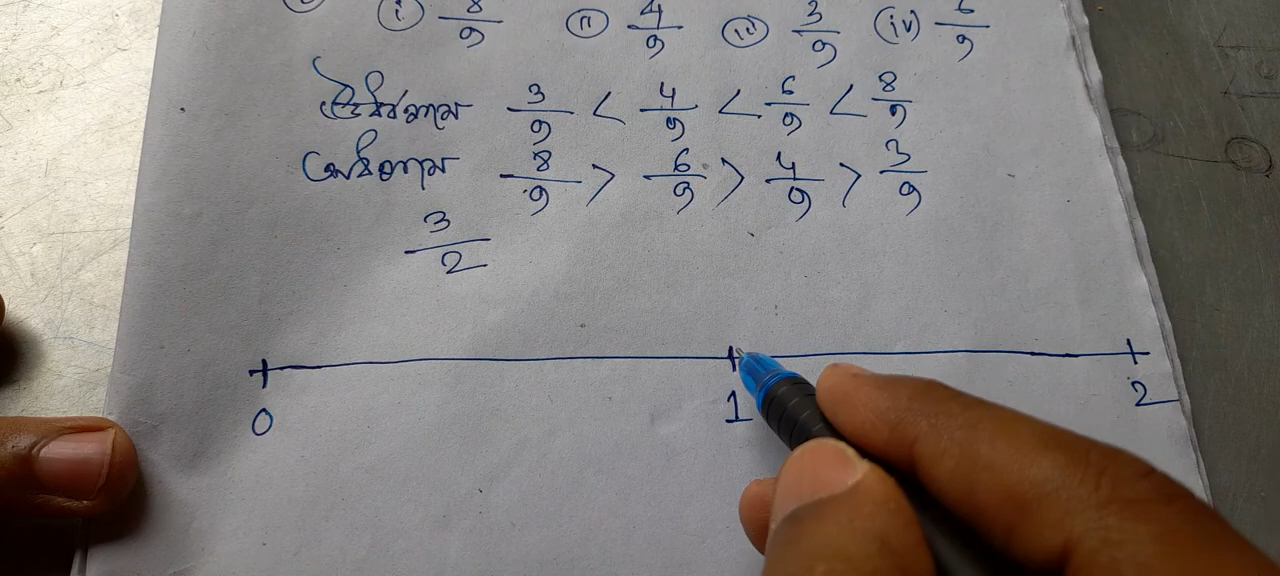 (i) 8/9 (ii) 4/9 (iii) 3/9 (iv) 6/9
ঊর্ধক্রমে 3/9 < 4/9 < 6/9 < 8/9
অধঃক্রমে 8/9 > 6/9 > 4/9 > 3/9
3/2
0 1 2